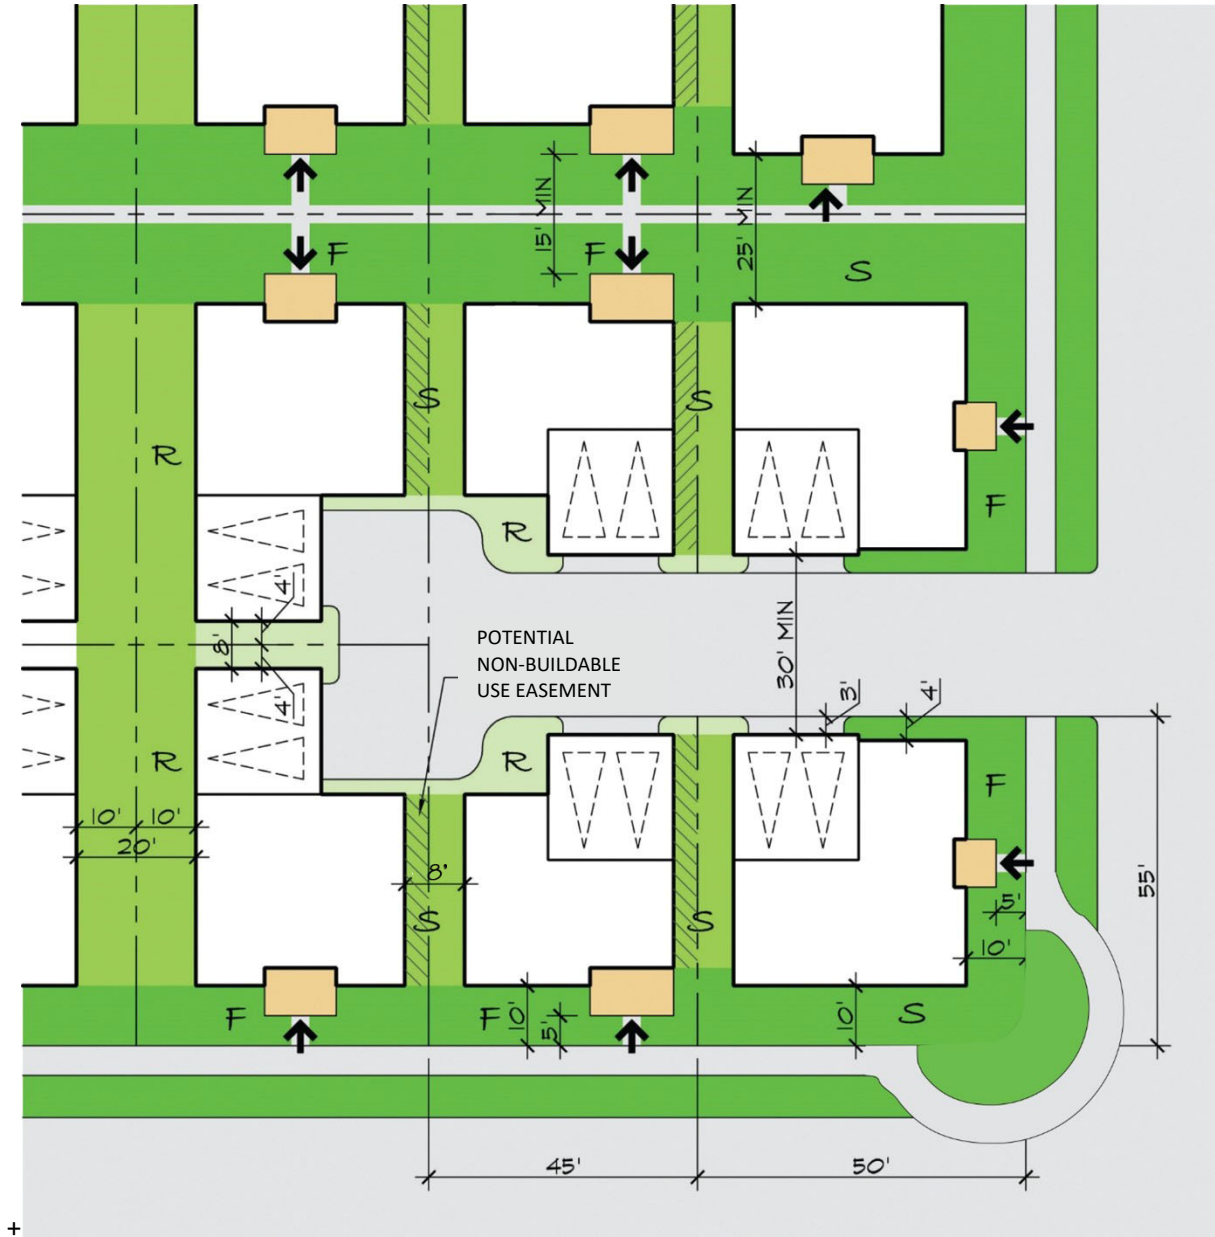 15' MIN
25' MIN
F
F
S
S
S
R
R
F
4'
8'
4'
POTENTIAL
NON-BUILDABLE
USE EASEMENT
30' MIN
3'
4'
R
R
F
10'
10'
20'
8'
55'
S
S
5'
10'
F
F
10'
5'
10'
S
45'
50'
+